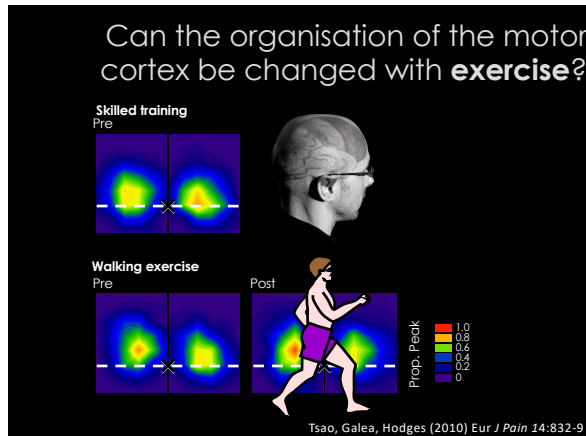 Can the organisation of the motor
cortex be changed with exercise?
Skilled training
Pre
Walking exercise
Pre
Post
Prop. Peak
1.0
0.8
0.6
0.4
0.2
0
Tsao, Galea, Hodges (2010) Eur J Pain 14:832-9